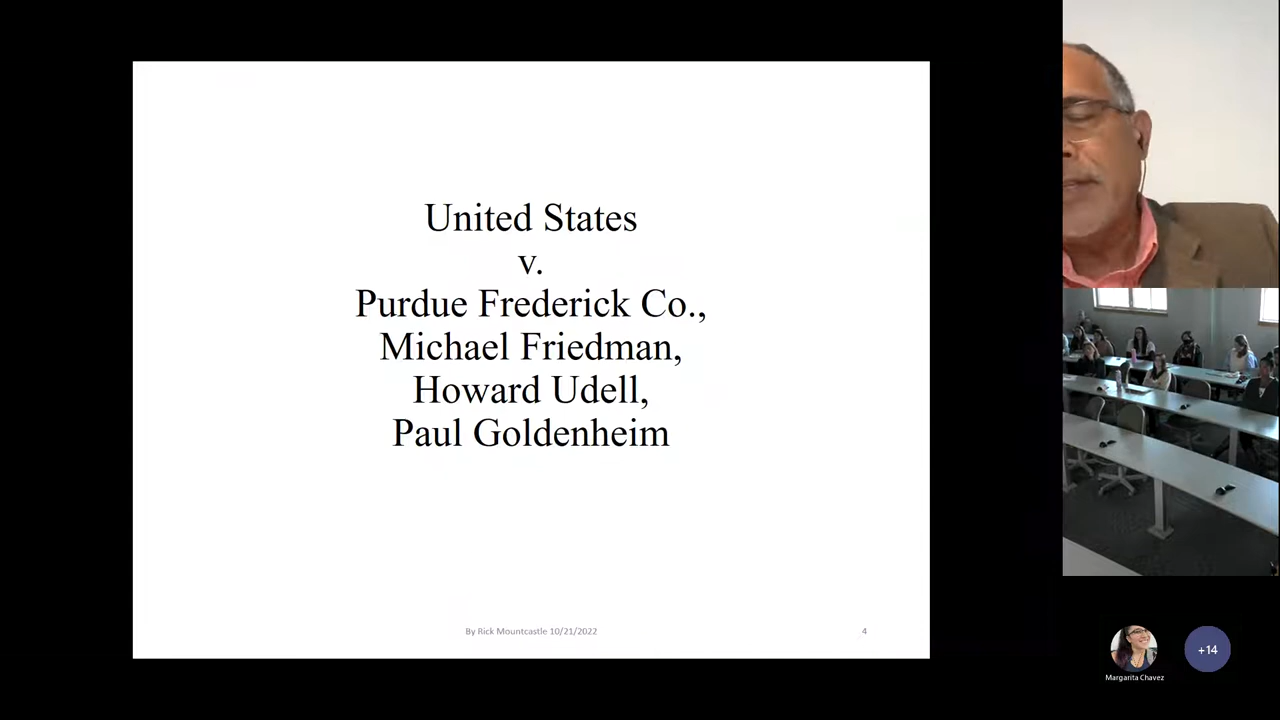 United States
v.
Purdue Frederick Co.,
Michael Friedman,
Howard Udell,
Paul Goldenheim
By Rick Mountcastle 10/21/2022
4
Margarita Chavez
+14